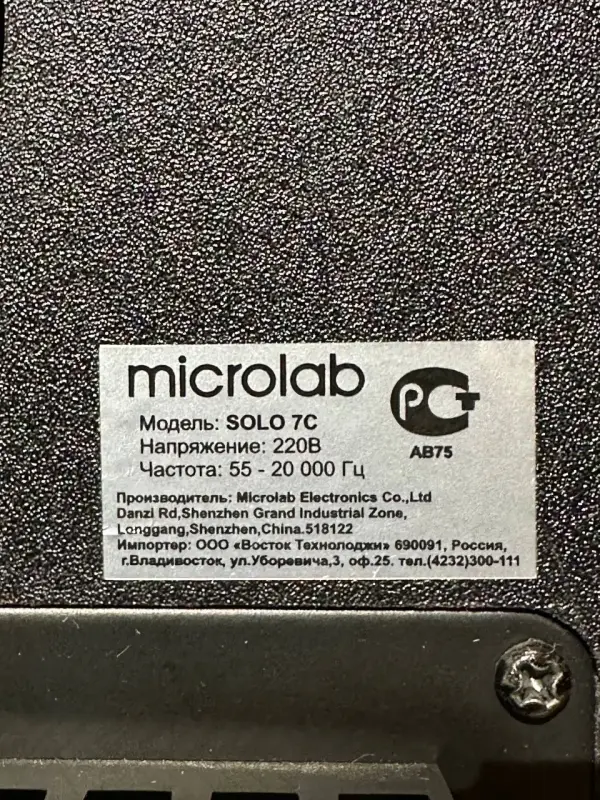 microlab
Модель: SOLO 7C
Напряжение: 220В
Частота: 55 - 20 000 Гц
РСТ
АВ75
Производитель: Microlab Electronics Co.,Ltd
Danzi Rd,Shenzhen Grand Industrial Zone,
Longgang,Shenzhen,China.518122
Импортер: ООО «Восток Технолоджи» 690091, Россия,
г.Владивосток, ул.Уборевича,3, оф.25. тел.(4232)300-111